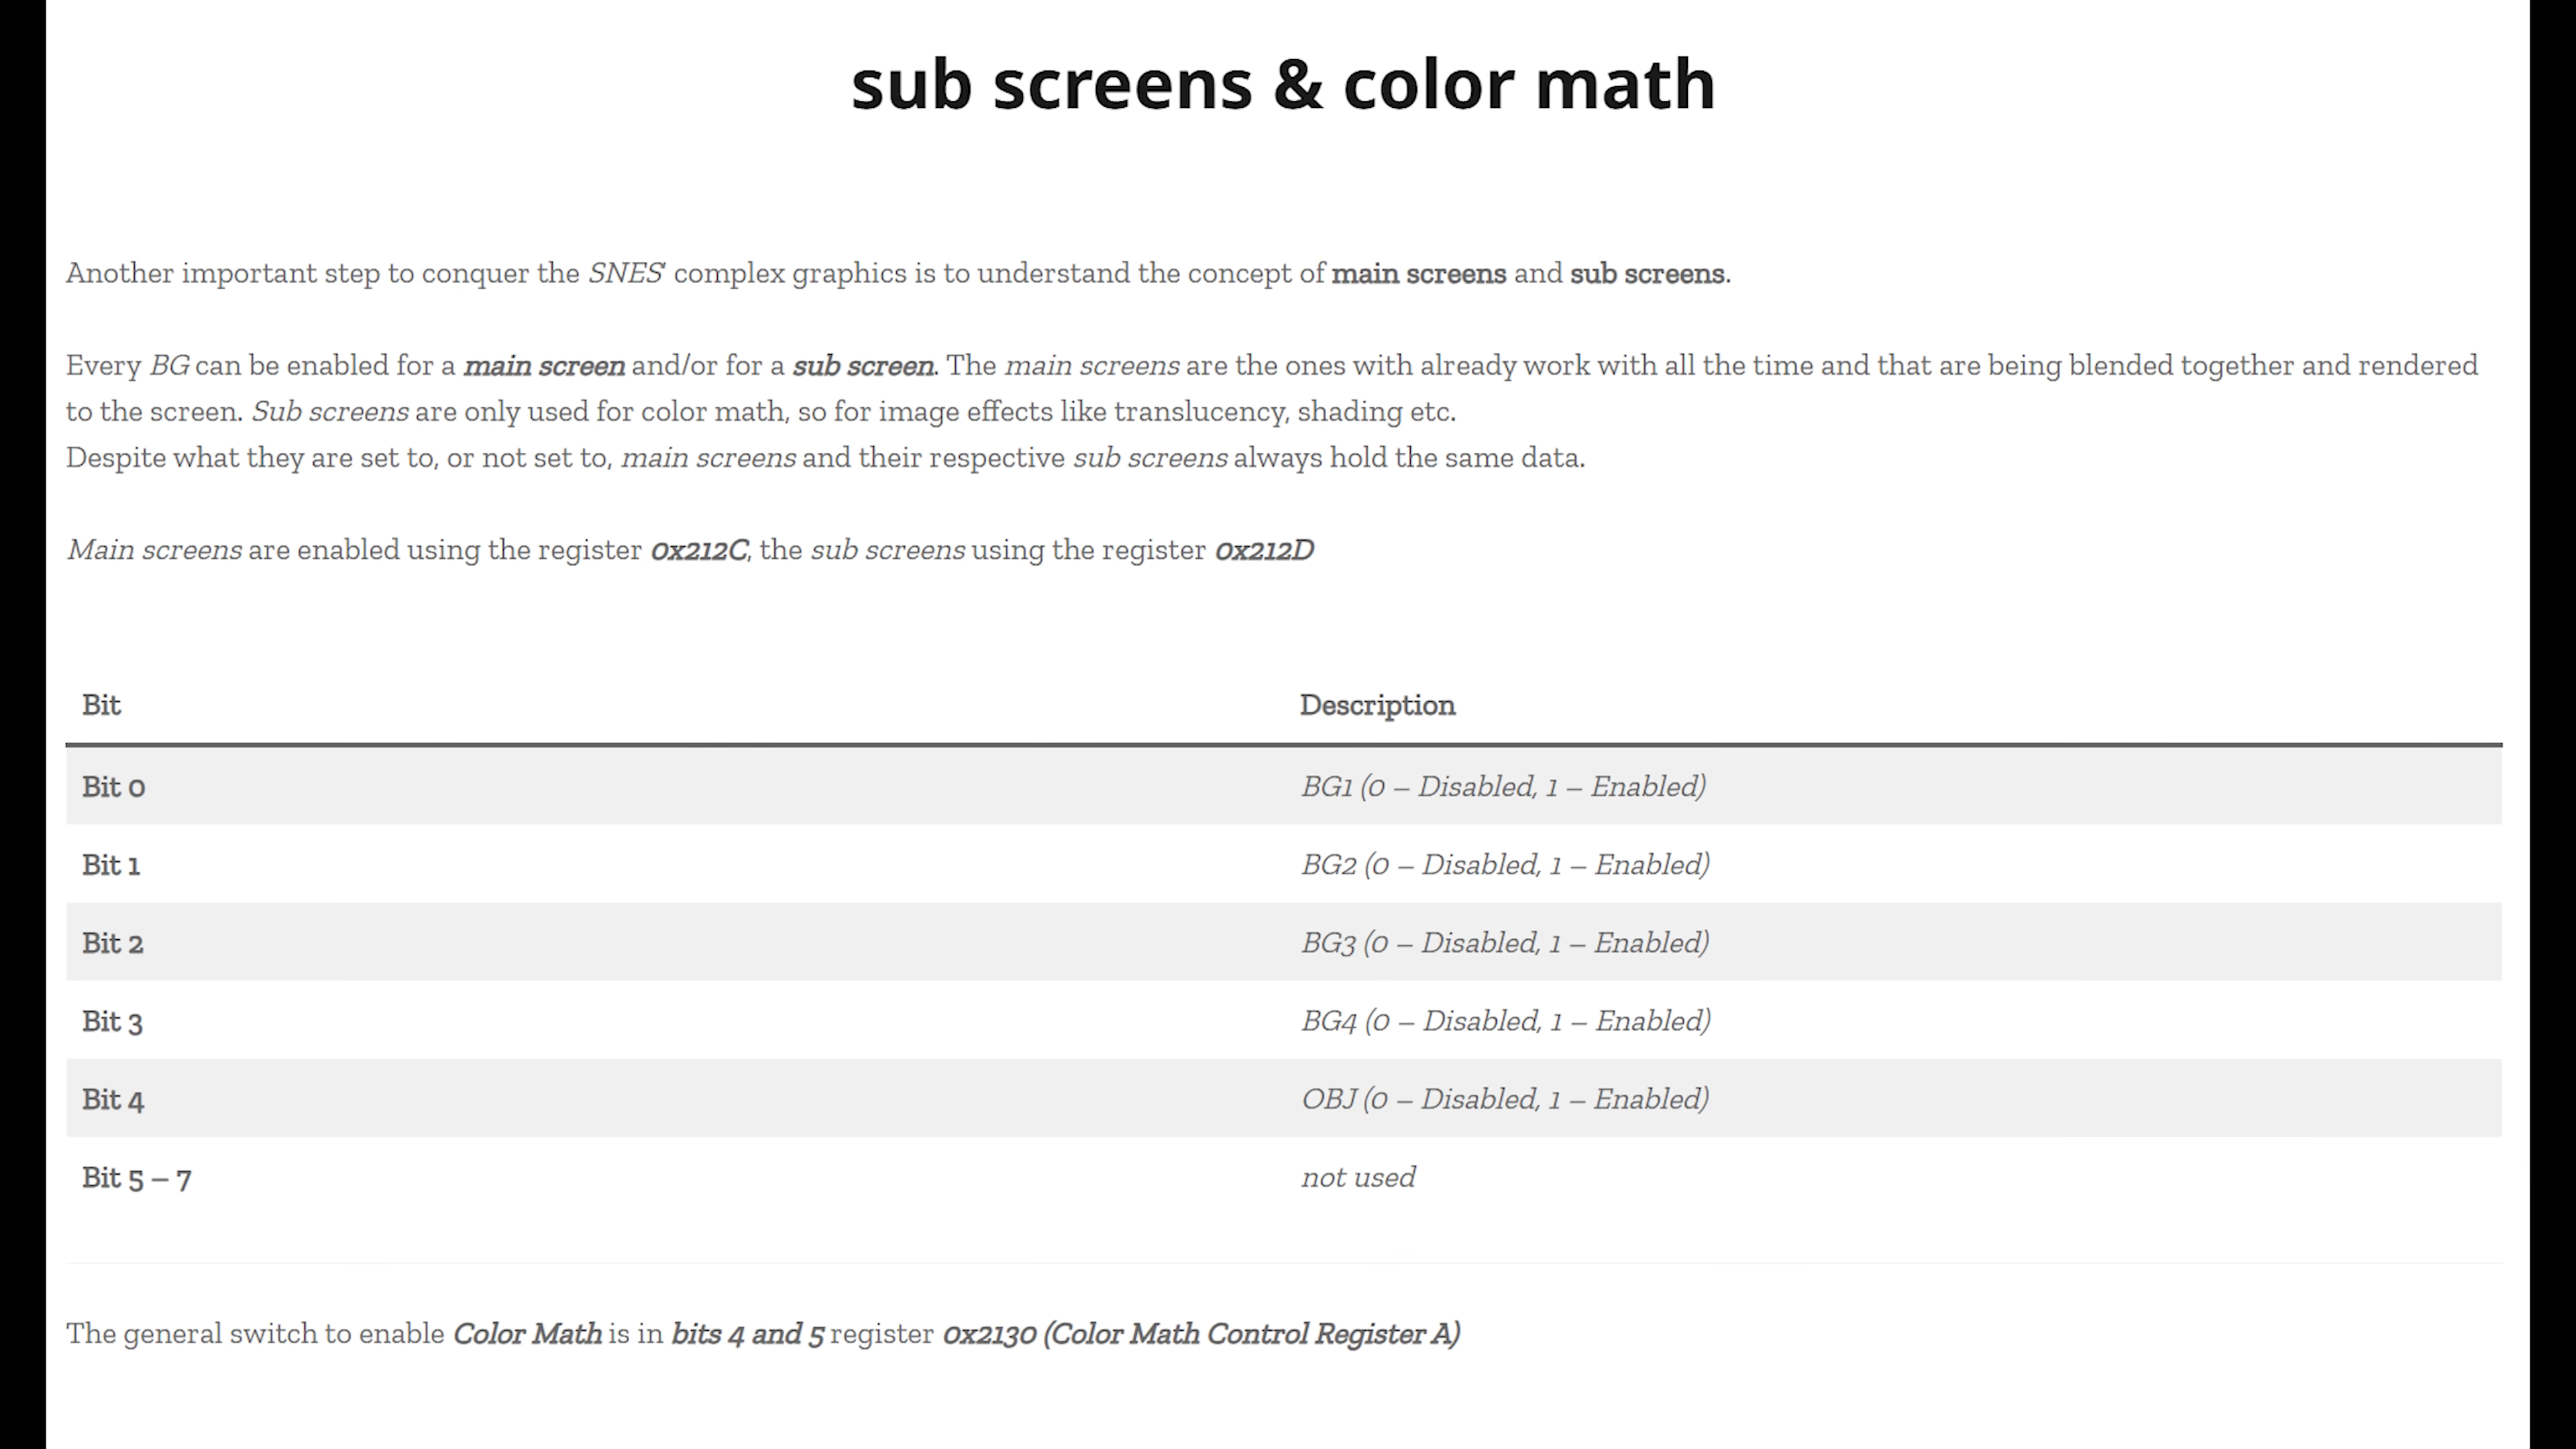 sub screens & color math
Another important step to conquer the SNES' complex graphics is to understand the concept of main screens and sub screens.
Every BG can be enabled for a main screen and/or for a sub screen. The main screens are the ones with already work with all the time and that are being blended together and rendered
to the screen. Sub screens are only used for color math, so for image effects like translucency, shading etc.
Despite what they are set to, or not set to, main screens and their respective sub screens always hold the same data.
Main screens are enabled using the register 0x212C, the sub screens using the register 0x212D
Bit Description
Bit 0 BG1 (0 – Disabled, 1 – Enabled)
Bit 1 BG2 (0 – Disabled, 1 – Enabled)
Bit 2 BG3 (0 – Disabled, 1 – Enabled)
Bit 3 BG4 (0 – Disabled, 1 – Enabled)
Bit 4 OBJ (0 – Disabled, 1 – Enabled)
Bit 5 – 7 not used
The general switch to enable Color Math is in bits 4 and 5 register 0x2130 (Color Math Control Register A)